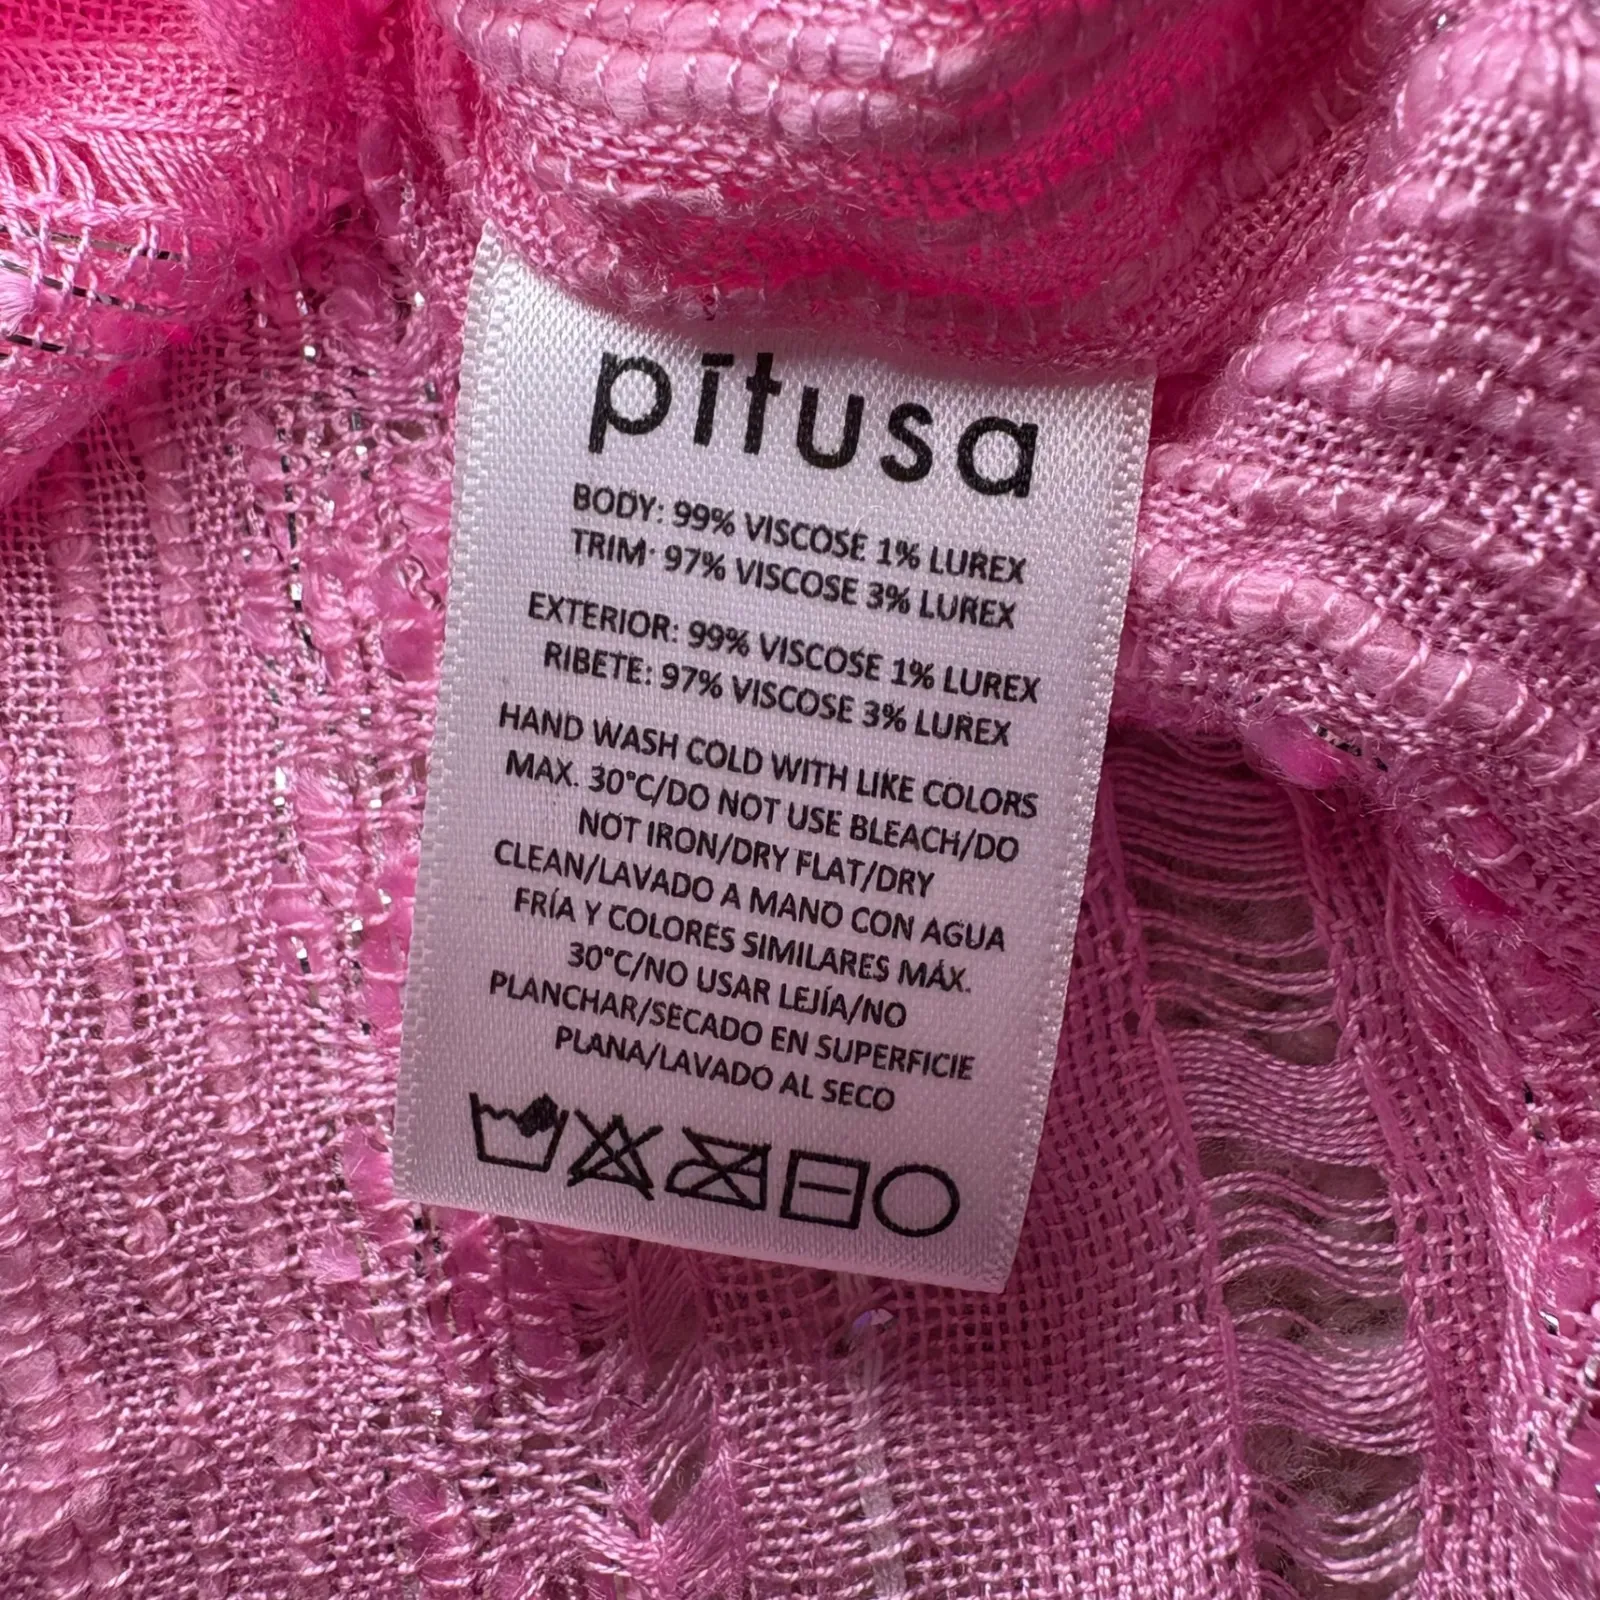 pītusa
BODY: 99% VISCOSE 1% LUREX
TRIM: 97% VISCOSE 3% LUREX
EXTERIOR: 99% VISCOSE 1% LUREX
RIBETE: 97% VISCOSE 3% LUREX
HAND WASH COLD WITH LIKE COLORS
MAX. 30°C/DO NOT USE BLEACH/DO
NOT IRON/DRY FLAT/DRY
CLEAN/LAVADO A MANO CON AGUA
FRÍA Y COLORES SIMILARES MÁX.
30°C/NO USAR LEJÍA/NO
PLANCHAR/SECADO EN SUPERFICIE
PLANA/LAVADO AL SECO